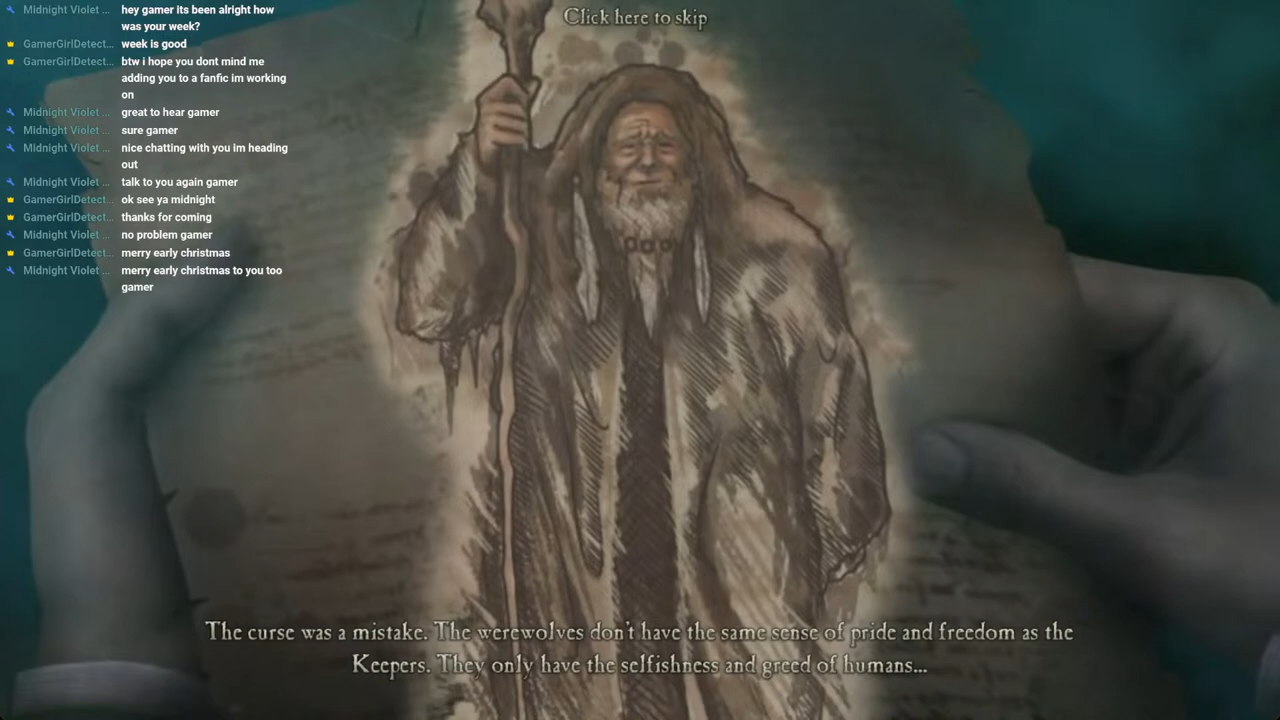 Click here to skip
Midnight Violet ... hey gamer its been alright how
was your week?
GamerGirlDetect... week is good
GamerGirlDetect... btw i hope you dont mind me
adding you to a fanfic im working
on
Midnight Violet ... great to hear gamer
Midnight Violet ... sure gamer
Midnight Violet ... nice chatting with you im heading
out
Midnight Violet ... talk to you again gamer
GamerGirlDetect... ok see ya midnight
GamerGirlDetect... thanks for coming
Midnight Violet ... no problem gamer
GamerGirlDetect... merry early christmas
Midnight Violet ... merry early christmas to you too
gamer
The curse was a mistake. The werewolves don't have the same sense of pride and freedom as the
Keepers. They only have the selfishness and greed of humans...